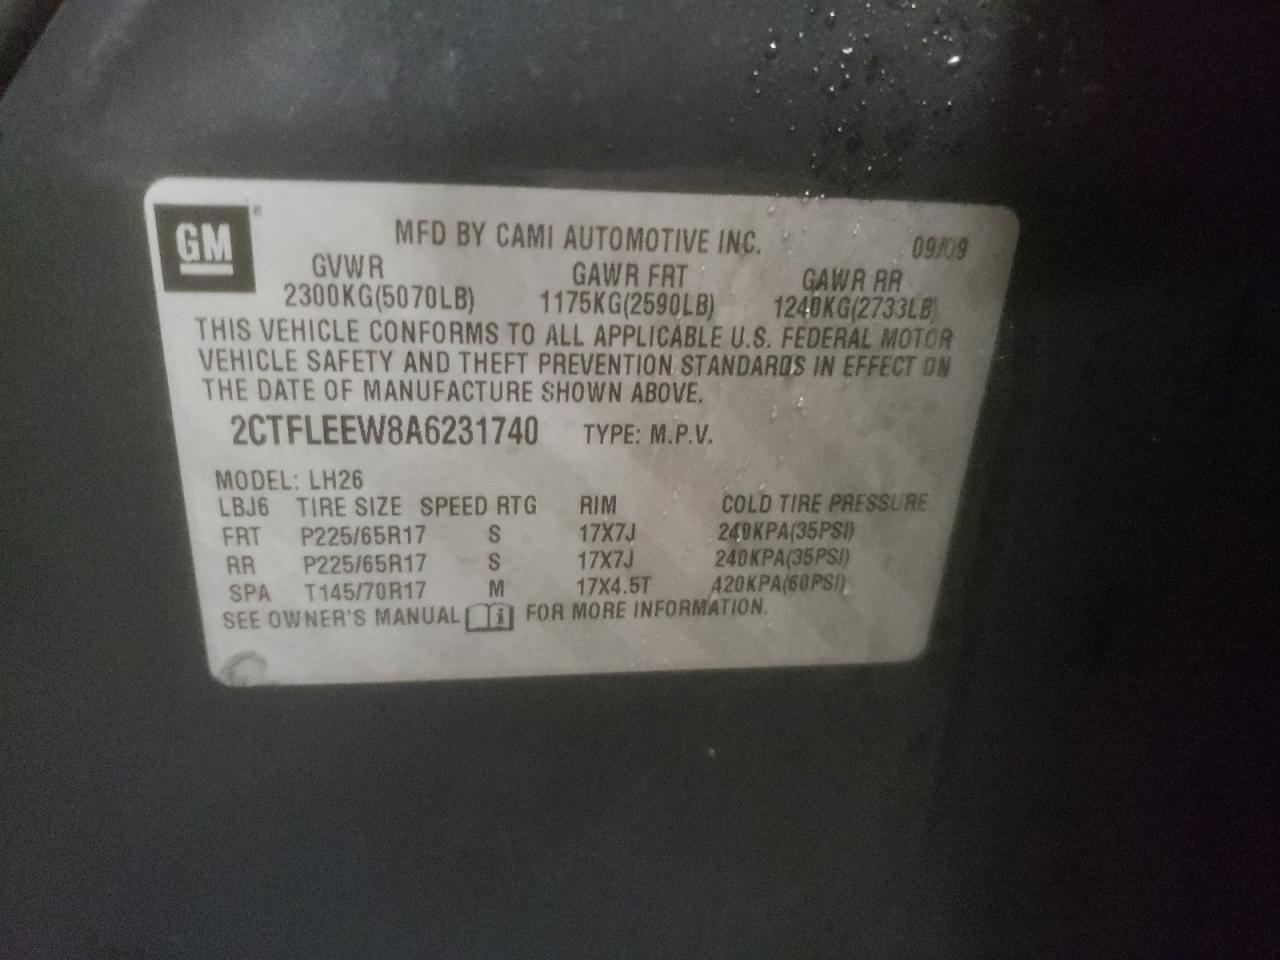 GM ®
MFD BY CAMI AUTOMOTIVE INC. 09/09
GVWR GAWR FRT GAWR RR
2300KG(5070LB) 1175KG(2590LB) 1240KG(2733LB)
THIS VEHICLE CONFORMS TO ALL APPLICABLE U.S. FEDERAL MOTOR
VEHICLE SAFETY AND THEFT PREVENTION STANDARDS IN EFFECT ON
THE DATE OF MANUFACTURE SHOWN ABOVE.
2CTFLEEW8A6231740 TYPE: M.P.V.
MODEL: LH26
LBJ6 TIRE SIZE SPEED RTG RIM COLD TIRE PRESSURE
FRT P225/65R17 S 17X7J 240KPA(35PSI)
RR P225/65R17 S 17X7J 240KPA(35PSI)
SPA T145/70R17 M 17X4.5T 420KPA(60PSI)
SEE OWNER'S MANUAL i FOR MORE INFORMATION.